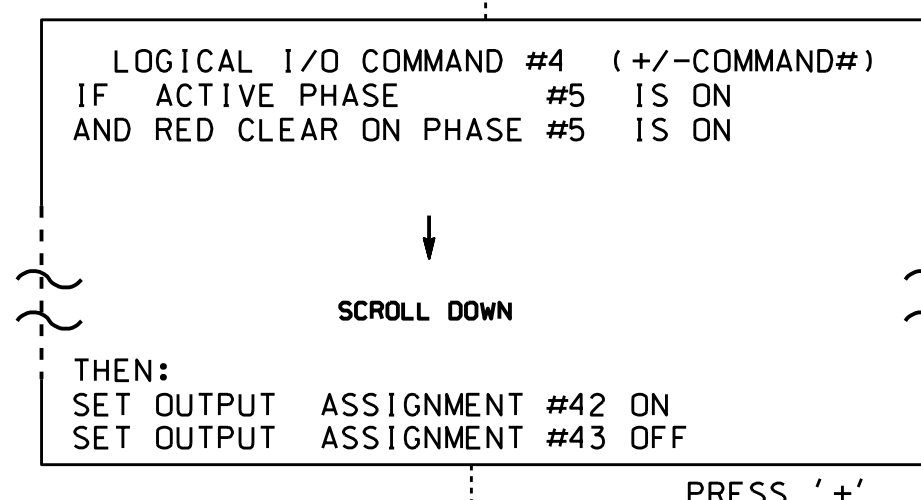 LOGICAL I/O COMMAND #4 (+/-COMMAND#)
IF ACTIVE PHASE #5 IS ON
AND RED CLEAR ON PHASE #5 IS ON
SCROLL DOWN
THEN:
SET OUTPUT ASSIGNMENT #42 ON
SET OUTPUT ASSIGNMENT #43 OFF
PRESS '+'